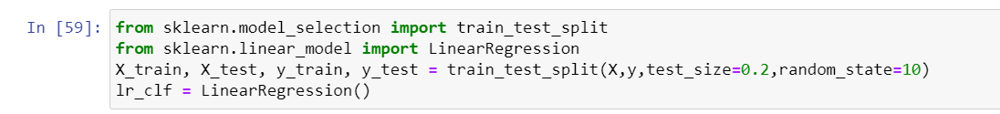 In [59]: from sklearn.model_selection import train_test_split
from sklearn.linear_model import LinearRegression
X_train, X_test, y_train, y_test = train_test_split(X,y,test_size=0.2,random_state=10)
lr_clf = LinearRegression()